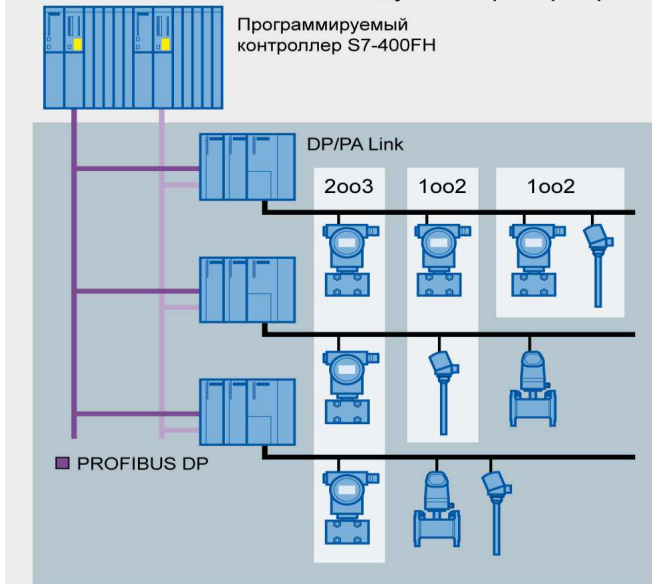 Программируемый
контроллер S7-400FH
DP/PA Link
2oo3 1oo2 1oo2
PROFIBUS DP